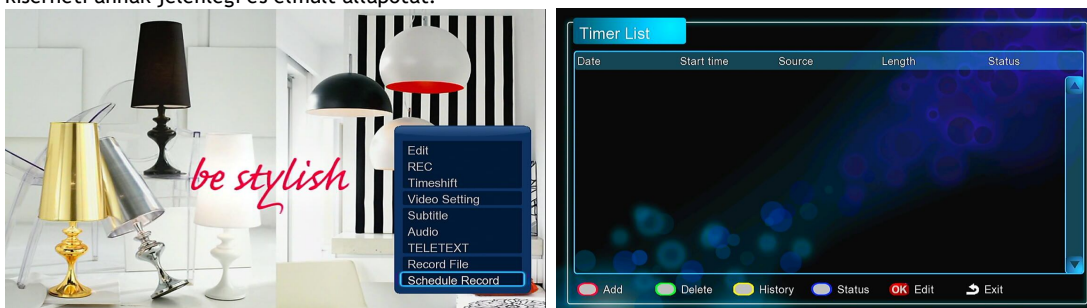 kísérheti annak jelenlegi és elmúlt állapotát.
be stylish
Edit
REC
Timeshift
Video Setting
Subtitle
Audio
TELETEXT
Record File
Schedule Record
Timer List
Date Start time Source Length Status
Add Delete History Status OK Edit Exit